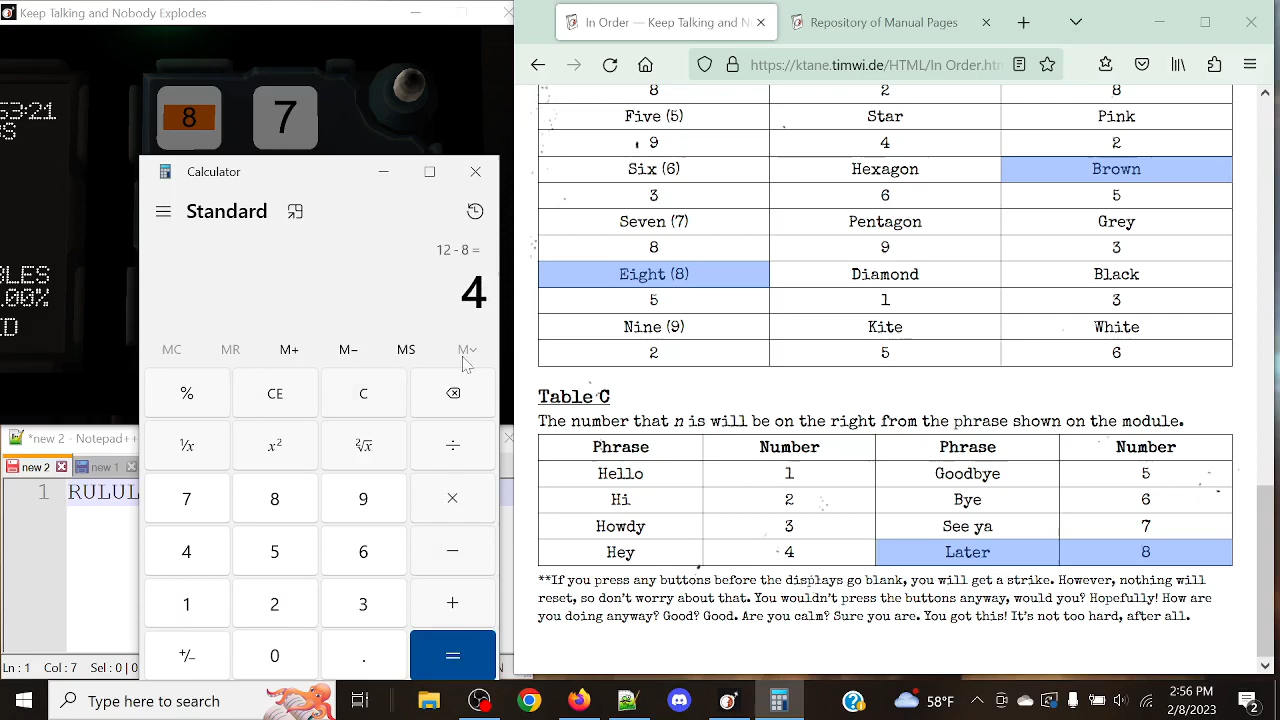 Keep Talking and Nobody Explodes
In Order — Keep Talking and N
Repository of Manual Pages
https://ktane.timwi.de/HTML/In Order.htm
53:21
8
7
8 2 8
Five (5) Star Pink
9 4 2
Six (6) Hexagon Brown
3 6 5
Seven (7) Pentagon Grey
8 9 3
Eight (8) Diamond Black
5 1 3
Nine (9) Kite White
2 5 6
Table C
The number that n is will be on the right from the phrase shown on the module.
Phrase Number Phrase Number
Hello 1 Goodbye 5
Hi 2 Bye 6
Howdy 3 See ya 7
Hey 4 Later 8
**If you press any buttons before the displays go blank, you will get a strike. However, nothing will
reset, so don't worry about that. You wouldn't press the buttons anyway, would you? Hopefully! How are
you doing anyway? Good? Good. Are you calm? Sure you are. You got this! It's not too hard, after all.
Calculator
Standard
12 - 8 =
4
MC MR M+ M− MS M
% CE C
1/x x² ²√x ÷
7 8 9 ×
4 5 6 −
1 2 3 +
+/− 0 . =
*new 2 - Notepad++
new 2 new 1
1 RULUL
Ln: 1 Col: 7 Sel: 0 | 0
Type here to search
58°F
2:56 PM
2/8/2023
2